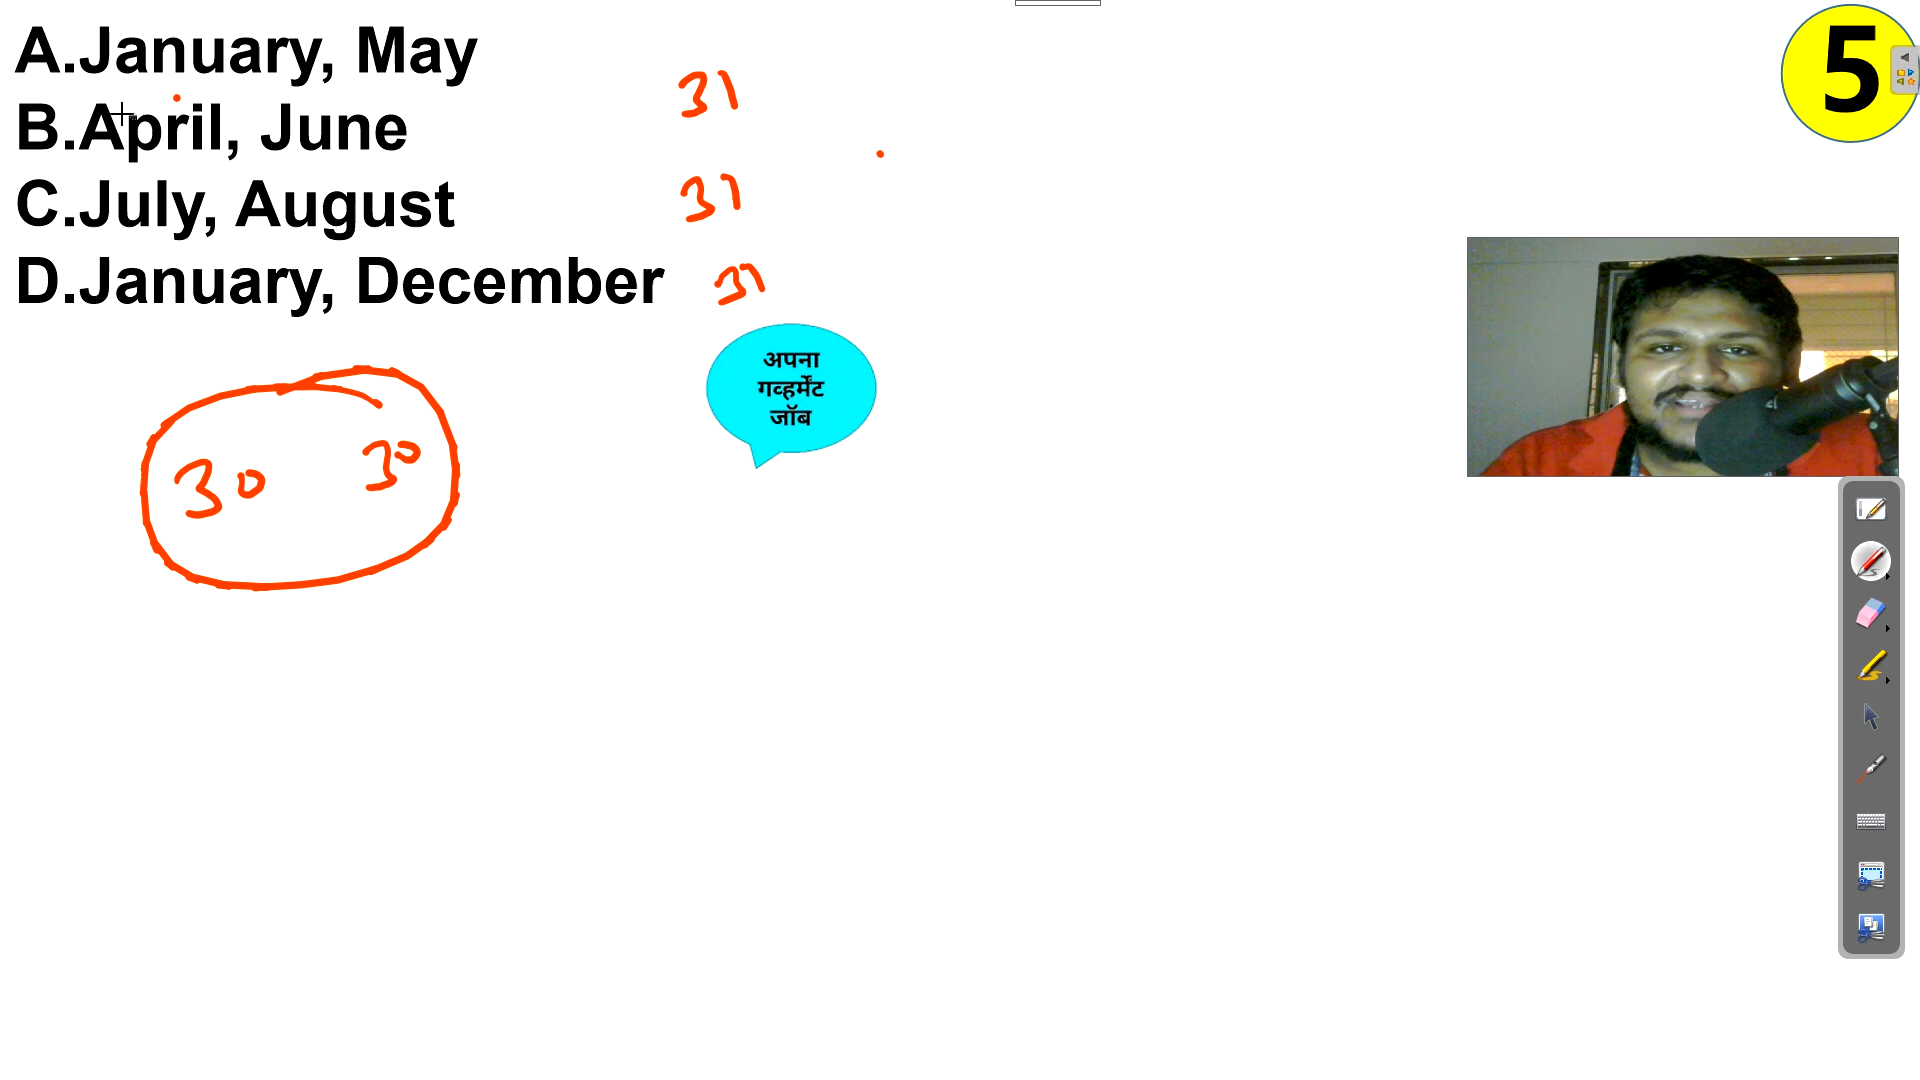 A.January, May
B.April, June
C.July, August
D.January, December
31
31
31
5
अपना
गव्हर्मेंट
जॉब
30 30